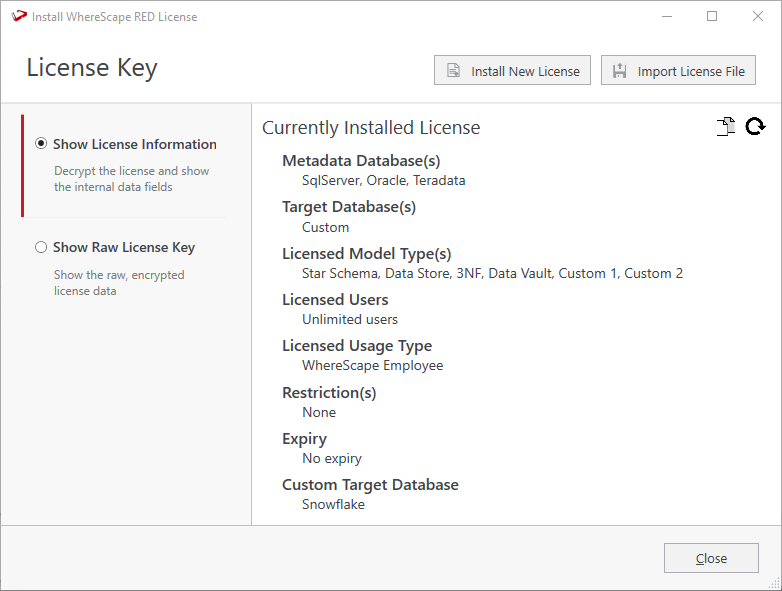 Install WhereScape RED License
License Key
Install New License
Import License File
Show License Information
Decrypt the license and show
the internal data fields
Show Raw License Key
Show the raw, encrypted
license data
Currently Installed License
Metadata Database(s)
SqlServer, Oracle, Teradata
Target Database(s)
Custom
Licensed Model Type(s)
Star Schema, Data Store, 3NF, Data Vault, Custom 1, Custom 2
Licensed Users
Unlimited users
Licensed Usage Type
WhereScape Employee
Restriction(s)
None
Expiry
No expiry
Custom Target Database
Snowflake
Close